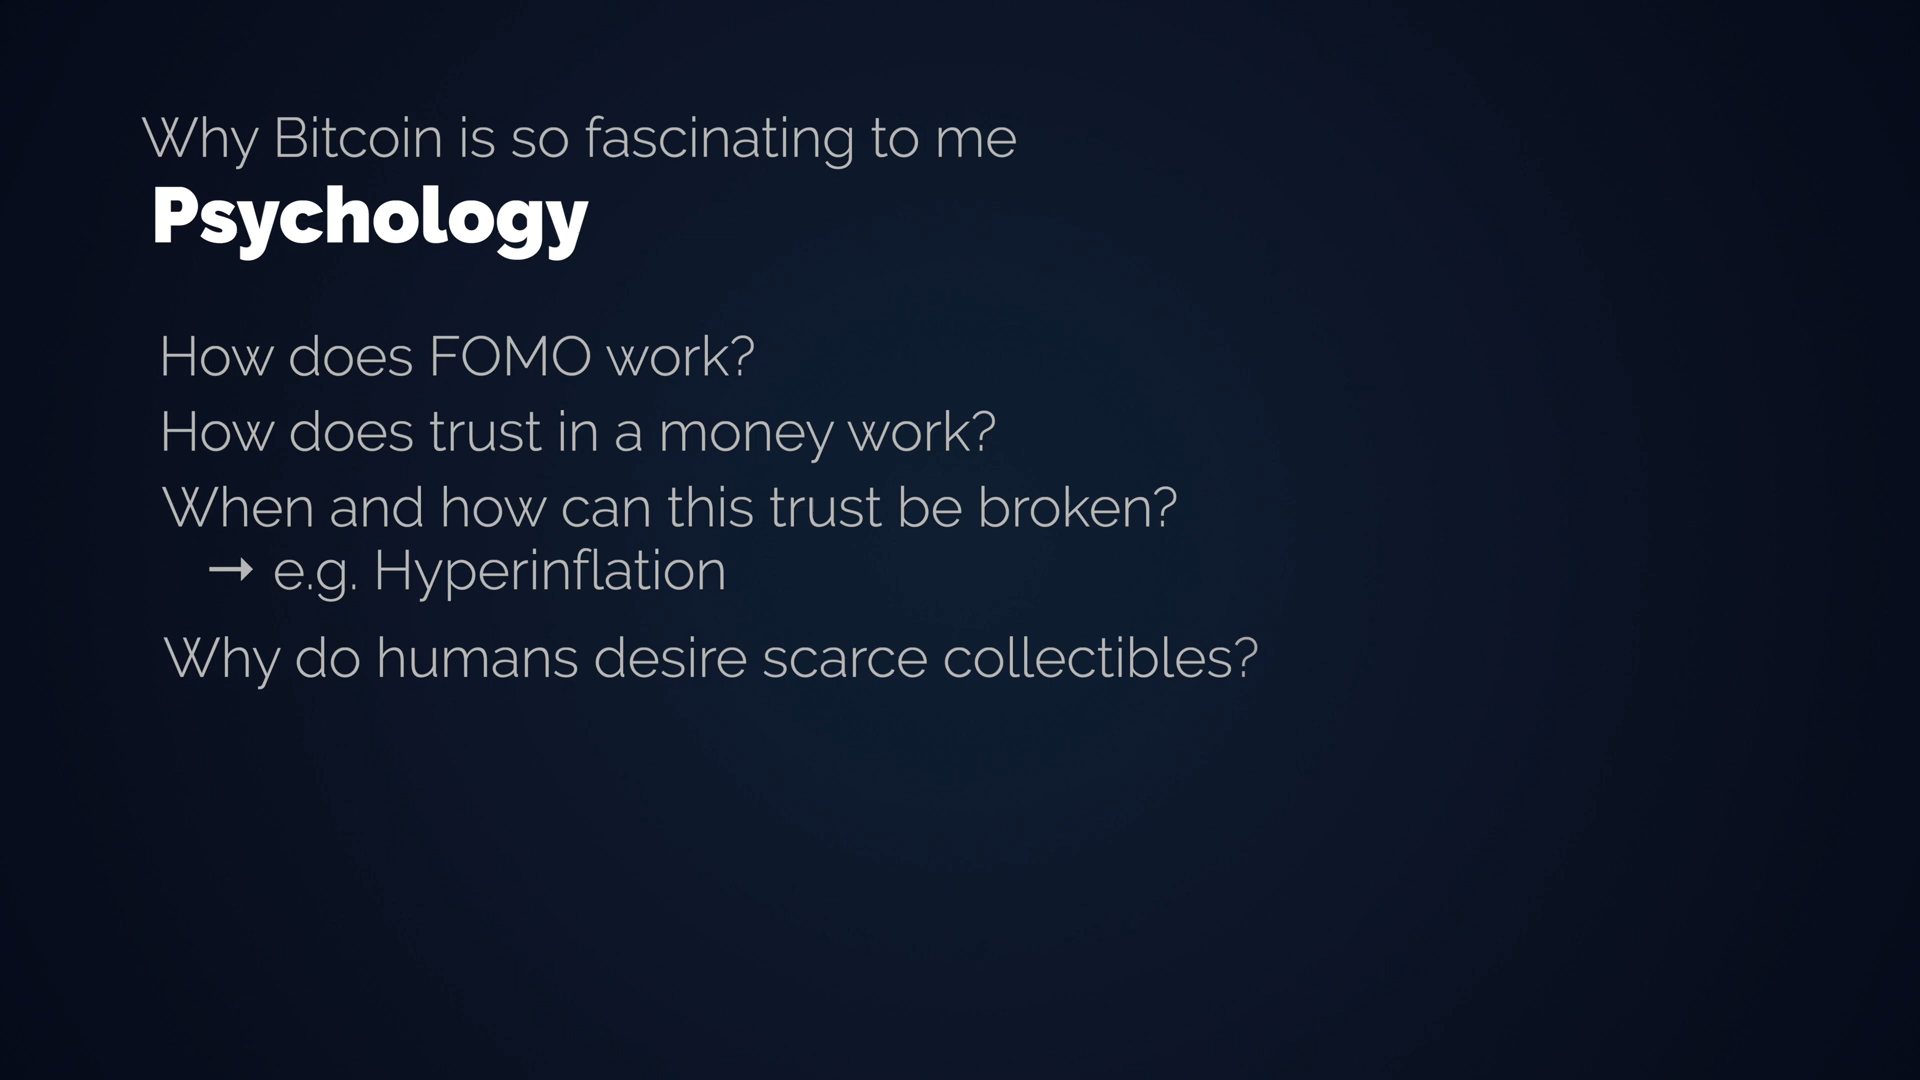 Why Bitcoin is so fascinating to me
Psychology
How does FOMO work?
How does trust in a money work?
When and how can this trust be broken?
→ e.g. Hyperinflation
Why do humans desire scarce collectibles?